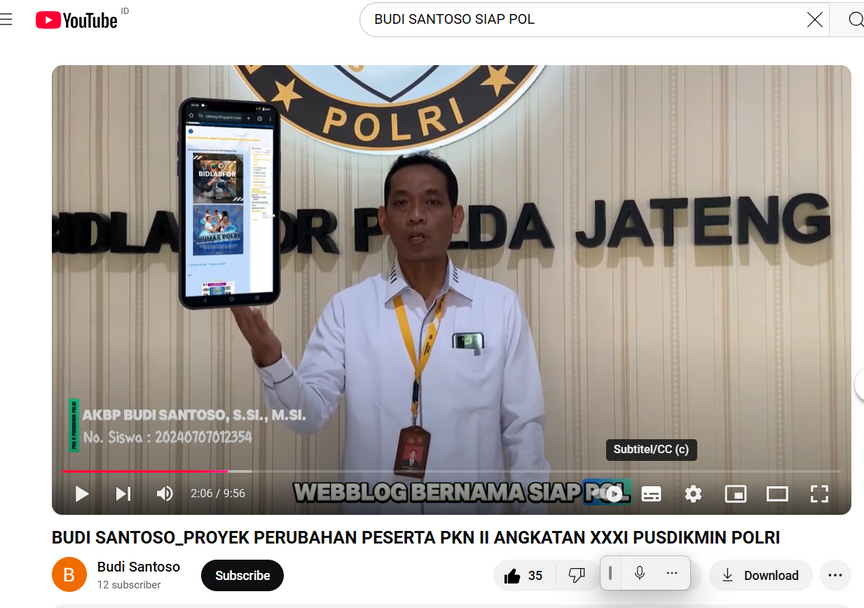 YouTube ID
BUDI SANTOSO SIAP POL
POLRI
BIDLABFOR POLDA JATENG
BIDLABFOR
HUMAS POLRI
AKBP BUDI SANTOSO, S.SI., M.SI.
No. Siswa : 20240707012354
Subtitel/CC (c)
2:06 / 9:56
WEBBLOG BERNAMA SIAP POL
BUDI SANTOSO_PROYEK PERUBAHAN PESERTA PKN II ANGKATAN XXXI PUSDIKMIN POLRI
B
Budi Santoso
12 subscriber
Subscribe
35
Download